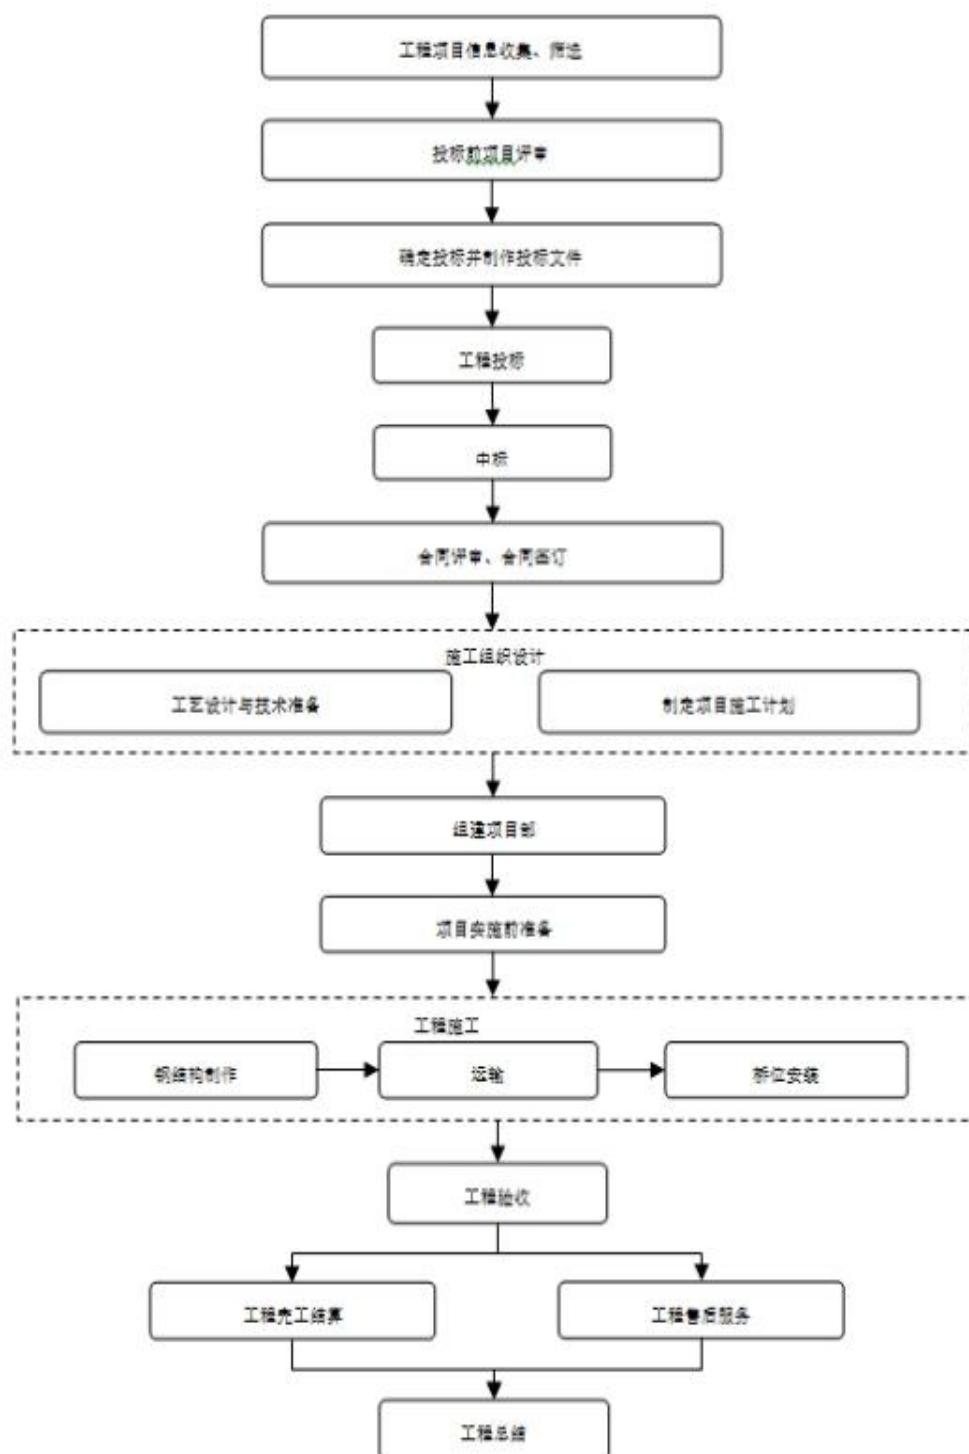 工程项目信息收集、筛选
投标前项目评审
确定投标并制作投标文件
工程投标
中标
合同评审、合同签订
施工组织设计
工艺设计与技术准备
制定项目施工计划
组建项目部
项目实施前准备
工程施工
钢结构制作
运输
桥位安装
工程验收
工程完工结算
工程售后服务
工程总结